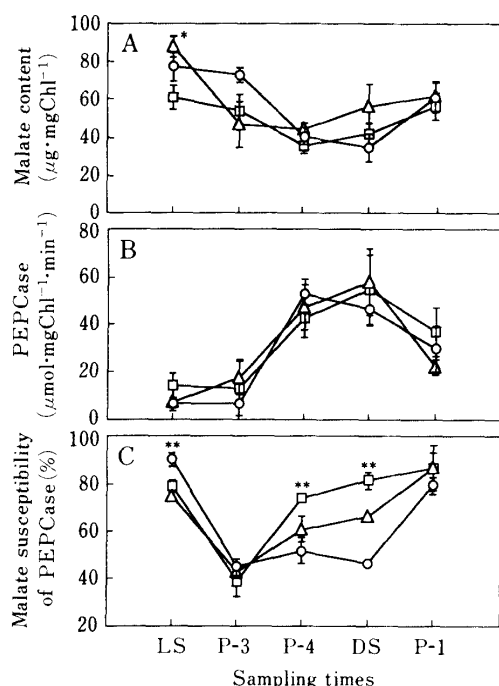 A
Malate content
(μg·mgChl⁻¹)
100
80
60
40
20
0
*
B
PEPCase
(μmol·mgChl⁻¹·min⁻¹)
80
60
40
20
0
C
Malate susceptibility
of PEPCase(%)
100
80
60
40
20
**
**
**
LS P-3 P-4 DS P-1
Sampling times